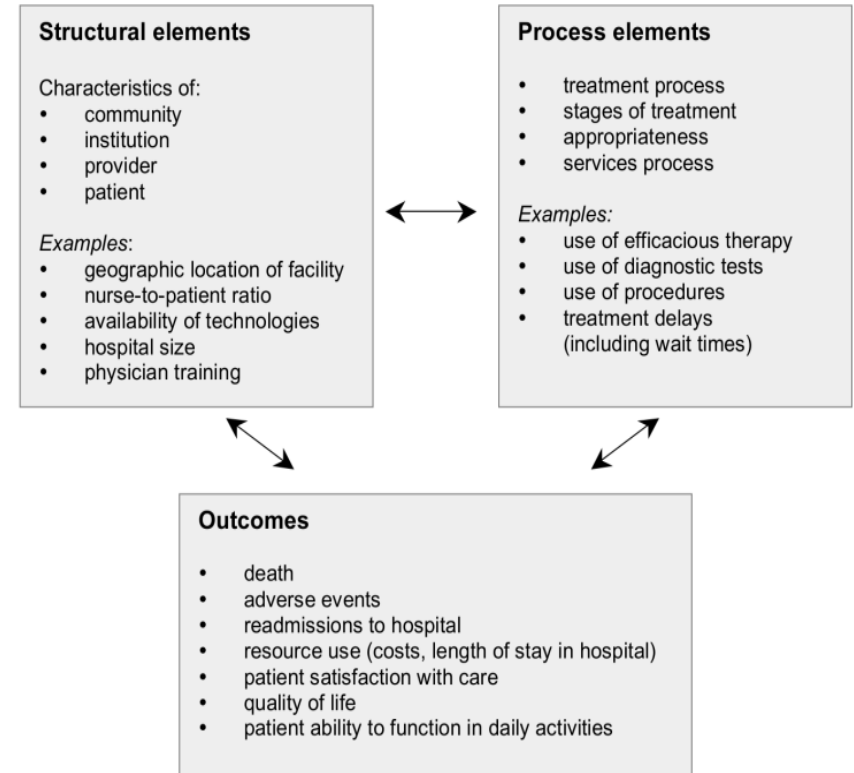 Structural elements
Characteristics of:
• community
• institution
• provider
• patient
Examples:
• geographic location of facility
• nurse-to-patient ratio
• availability of technologies
• hospital size
• physician training
Process elements
• treatment process
• stages of treatment
• appropriateness
• services process
Examples:
• use of efficacious therapy
• use of diagnostic tests
• use of procedures
• treatment delays
(including wait times)
Outcomes
• death
• adverse events
• readmissions to hospital
• resource use (costs, length of stay in hospital)
• patient satisfaction with care
• quality of life
• patient ability to function in daily activities